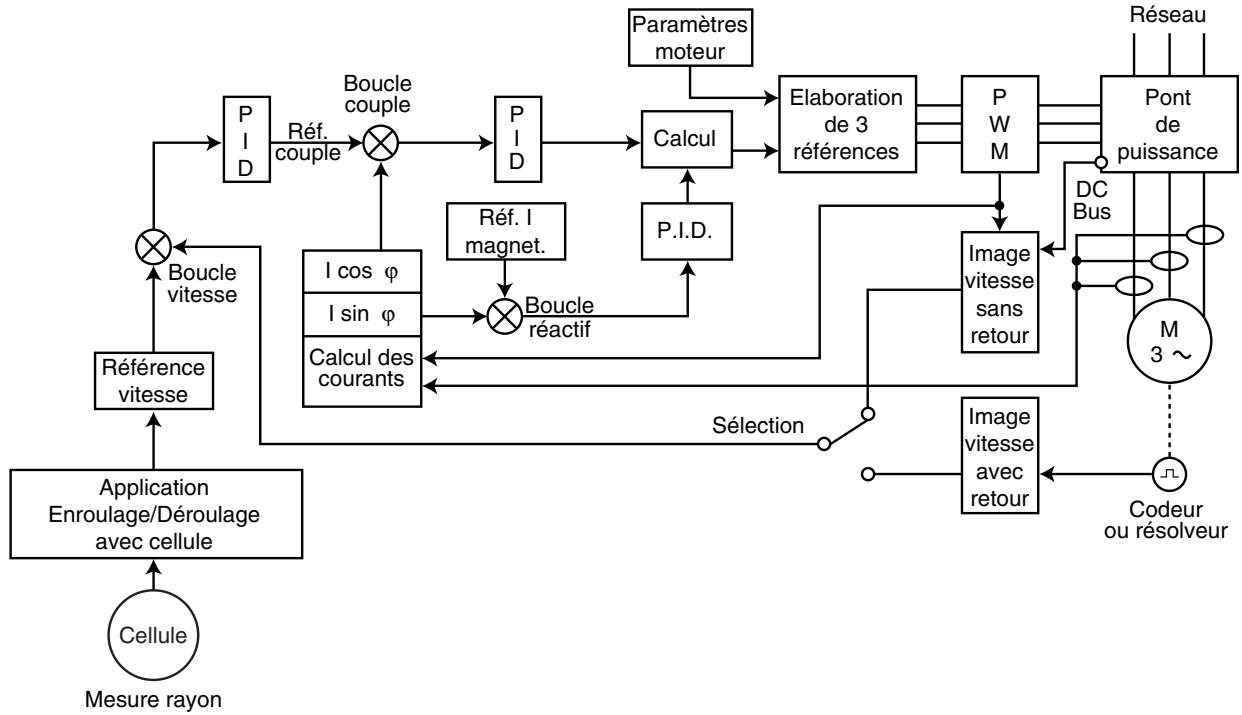 Réseau
Paramètres
moteur
Boucle
couple
P
I
D
Réf.
couple
P
I
D
Calcul
Elaboration
de 3
références
P
W
M
Pont
de
puissance
DC
Bus
Réf. I
magnet.
P.I.D.
Image
vitesse
sans
retour
Boucle
vitesse
I cos φ
I sin φ
Calcul des
courants
Boucle
réactif
M
3 ~
Référence
vitesse
Sélection
Image
vitesse
avec
retour
Codeur
ou résolveur
Application
Enroulage/Déroulage
avec cellule
Cellule
Mesure rayon